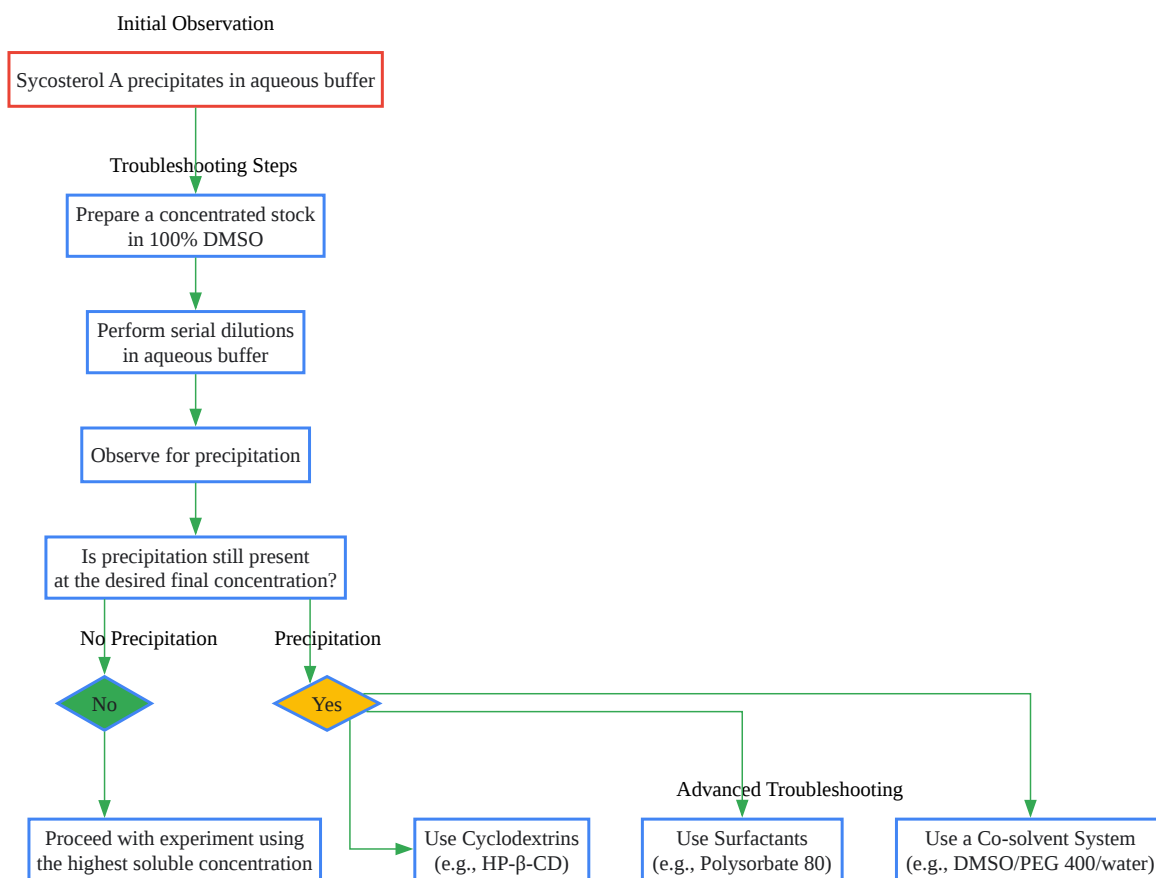 Initial Observation
Sycosterol A precipitates in aqueous buffer
Troubleshooting Steps
Prepare a concentrated stock
in 100% DMSO
Perform serial dilutions
in aqueous buffer
Observe for precipitation
Is precipitation still present
at the desired final concentration?
No Precipitation
Precipitation
No
Yes
Advanced Troubleshooting
Proceed with experiment using
the highest soluble concentration
Use Cyclodextrins
(e.g., HP-β-CD)
Use Surfactants
(e.g., Polysorbate 80)
Use a Co-solvent System
(e.g., DMSO/PEG 400/water)